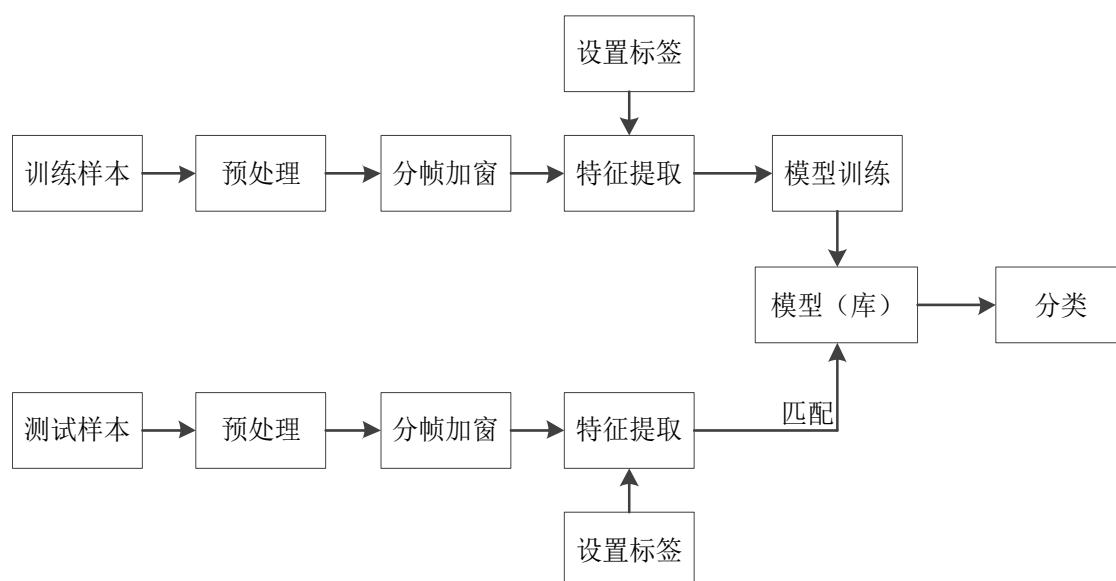 设置标签
训练样本
预处理
分帧加窗
特征提取
模型训练
模型（库）
分类
测试样本
预处理
分帧加窗
特征提取
匹配
设置标签